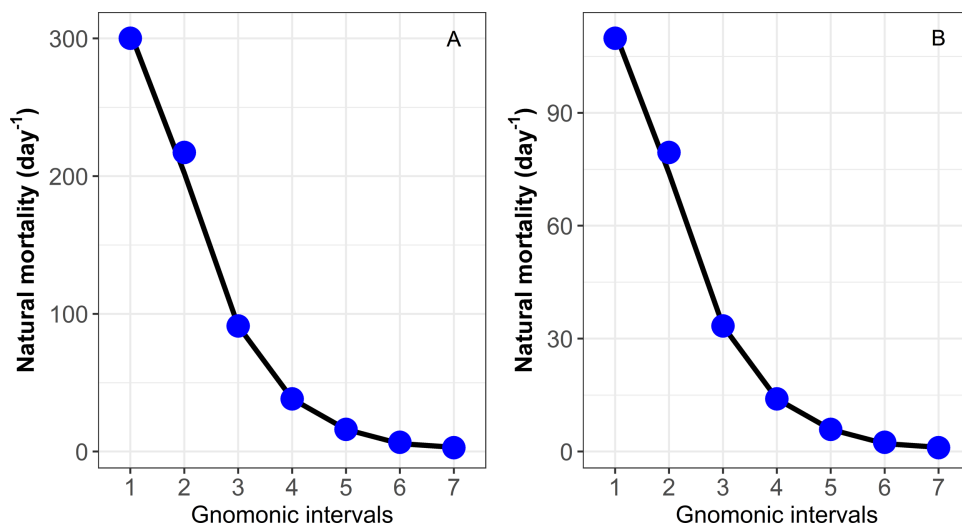 A
Natural mortality (day⁻¹)
300
200
100
0
1 2 3 4 5 6 7
Gnomonic intervals
B
Natural mortality (day⁻¹)
90
60
30
0
1 2 3 4 5 6 7
Gnomonic intervals